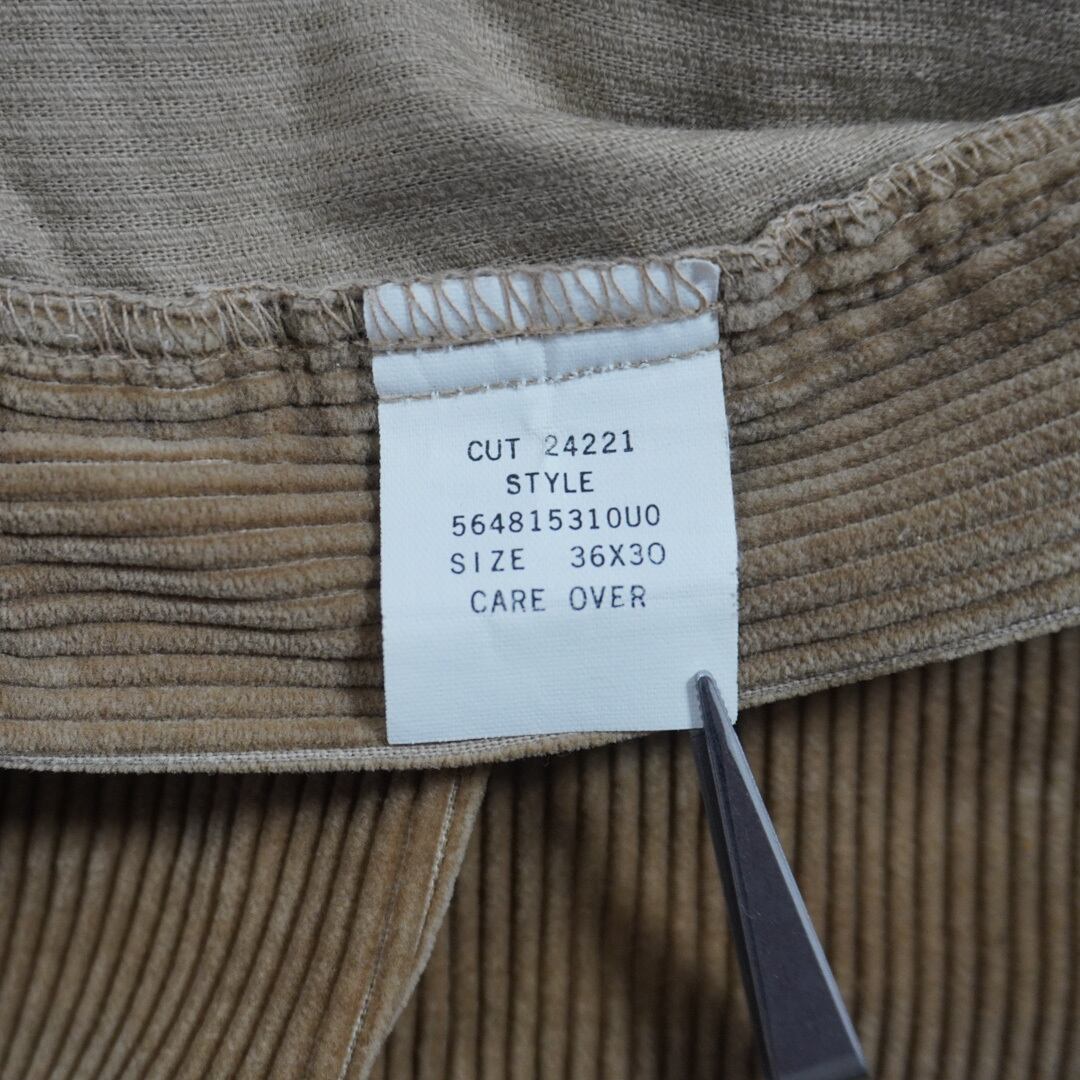 CUT 24221
STYLE
564815310U0
SIZE 36X30
CARE OVER